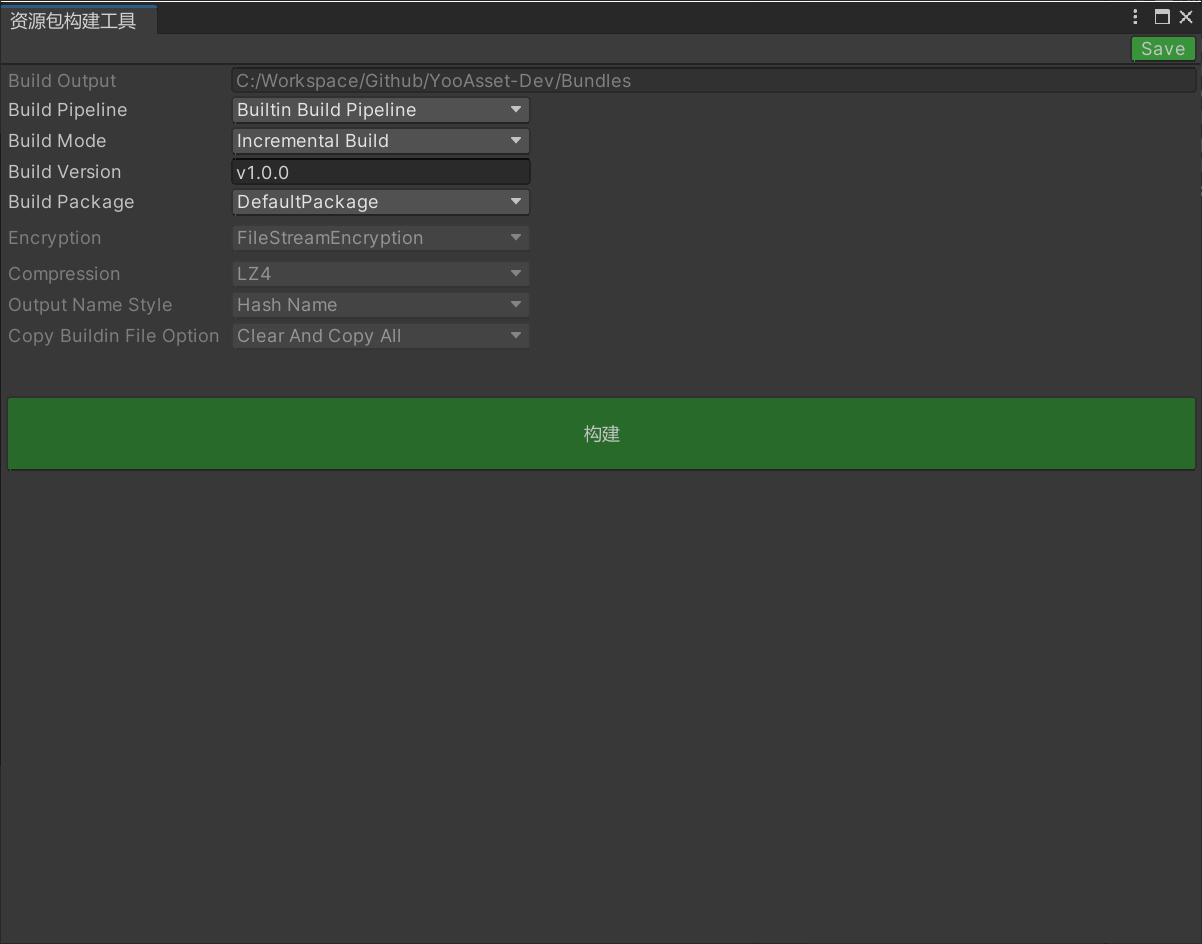 资源包构建工具
Save
Build Output C:/Workspace/Github/YooAsset-Dev/Bundles
Build Pipeline Builtin Build Pipeline
Build Mode Incremental Build
Build Version v1.0.0
Build Package DefaultPackage
Encryption FileStreamEncryption
Compression LZ4
Output Name Style Hash Name
Copy Buildin File Option Clear And Copy All
构建